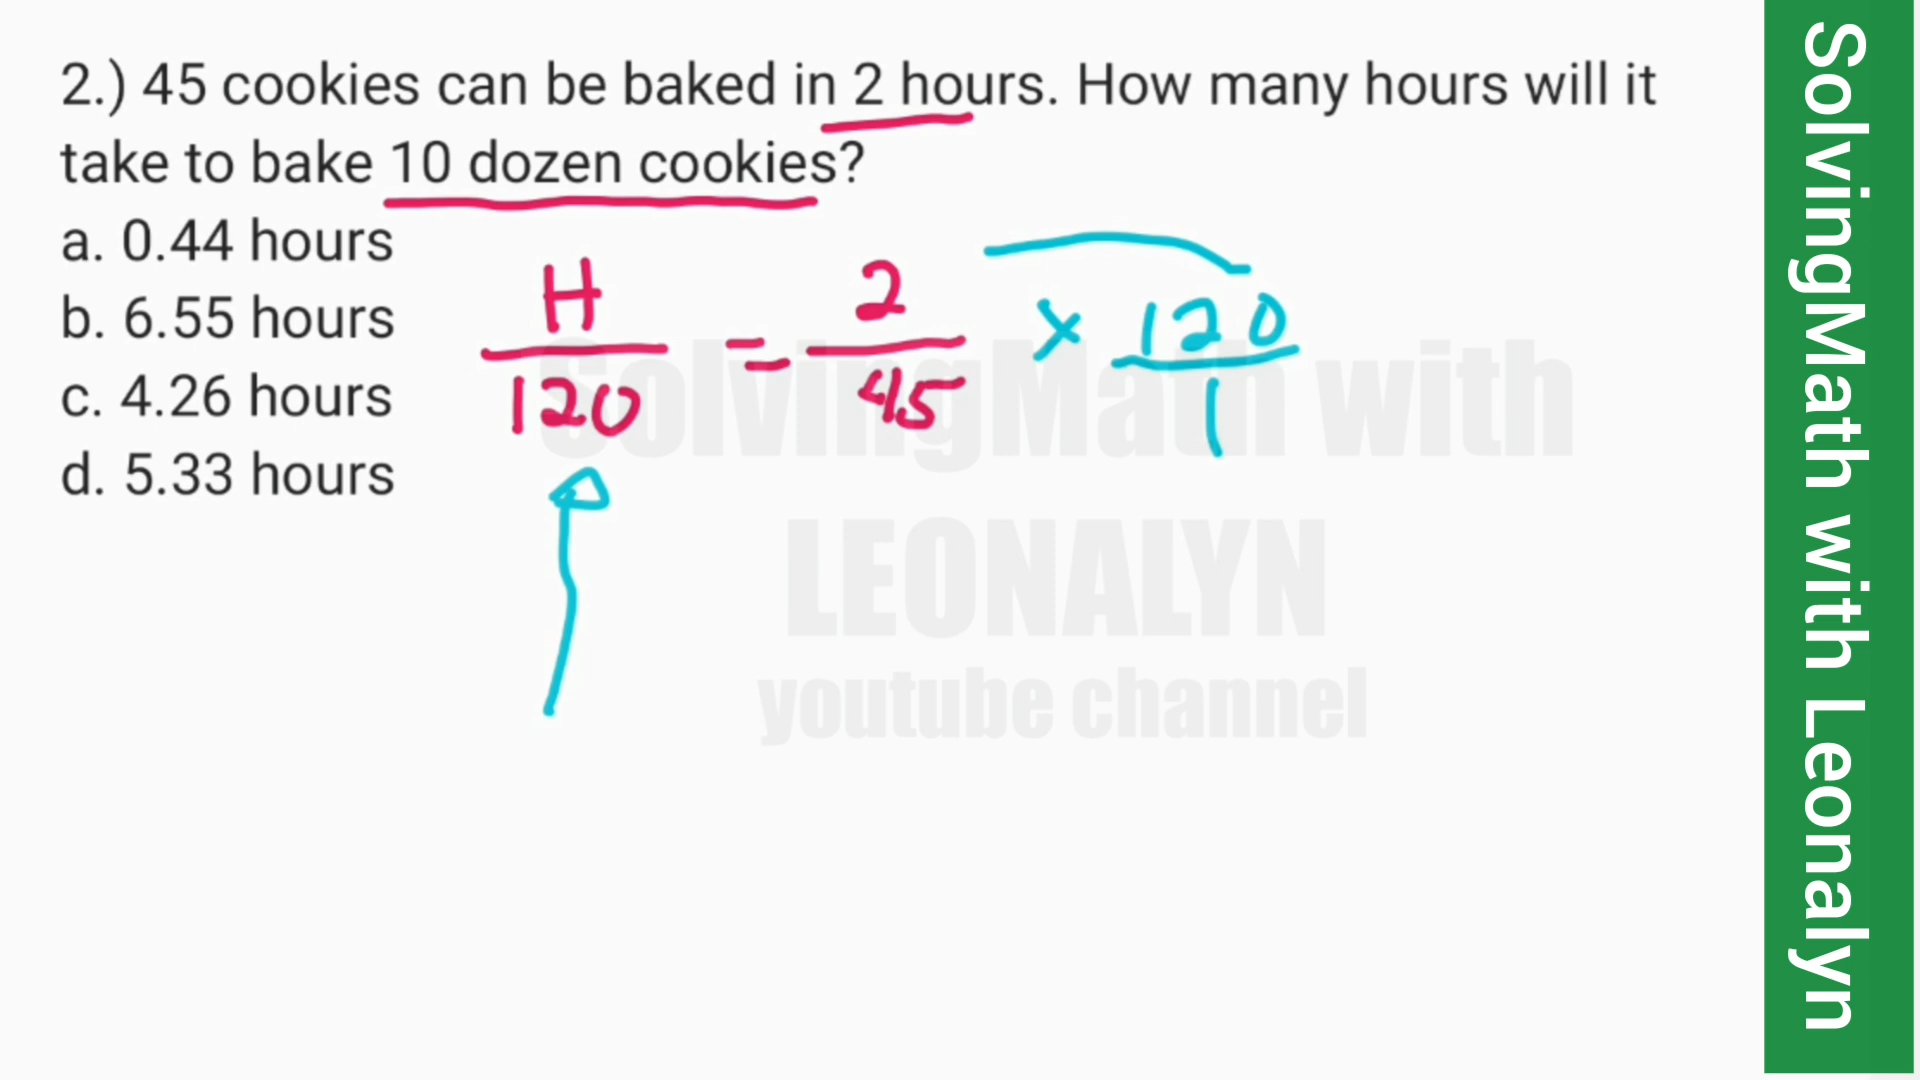 2.) 45 cookies can be baked in 2 hours. How many hours will it
take to bake 10 dozen cookies?
a. 0.44 hours
b. 6.55 hours
c. 4.26 hours
d. 5.33 hours
H/120 = 2/45 x 120/1
SolvingMath with
LEONALYN
youtube channel
SolvingMath with Leonalyn